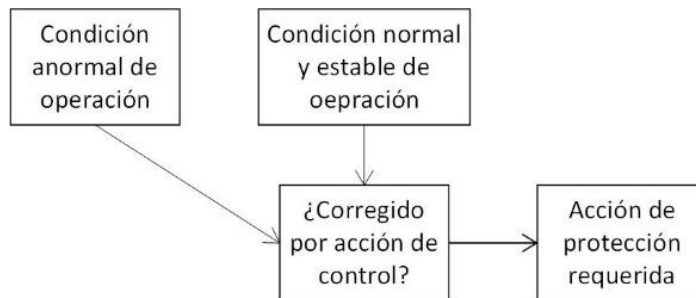 Condición
anormal de
operación
Condición normal
y estable de
oepración
¿Corregido
por acción de
control?
Acción de
protección
requerida